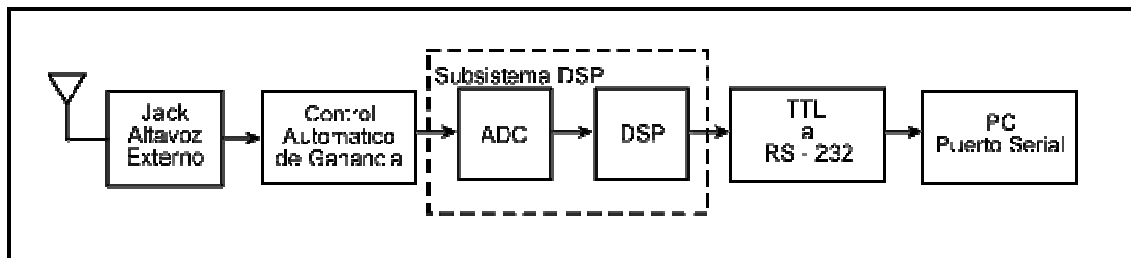 Subsistema DSP
Jack
Altavoz
Externo
Control
Automatico
de Ganancia
ADC
DSP
TTL
a
RS - 232
PC
Puerto Serial